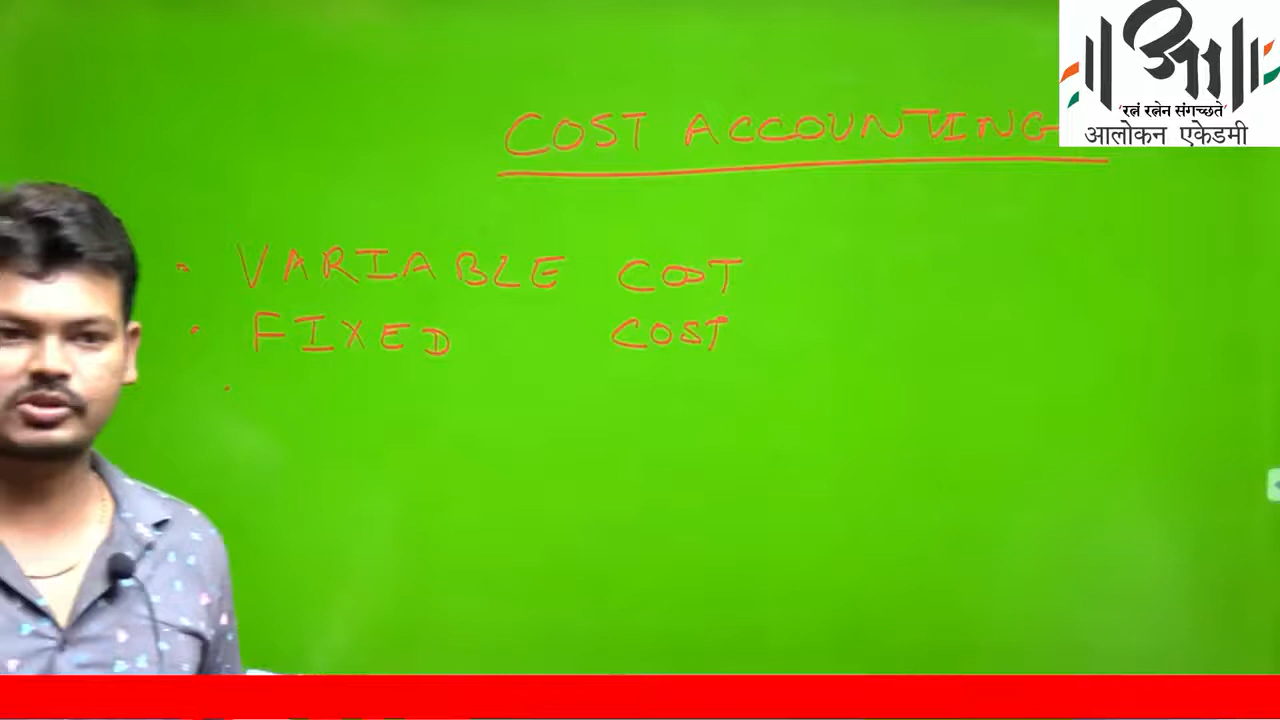 COST ACCOUNTING
'रत्नं रत्नेन संगच्छते'
आलोकन एकेडमी
• VARIABLE COST
• FIXED COST
•